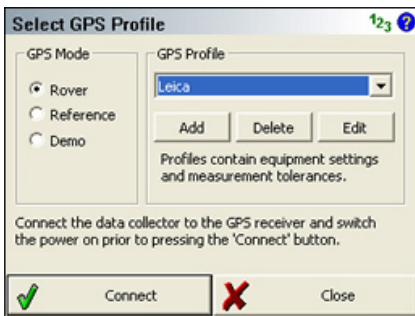 Select GPS Profile
123 ?
GPS Mode
Rover
Reference
Demo
GPS Profile
Leica
Add Delete Edit
Profiles contain equipment settings
and measurement tolerances.
Connect the data collector to the GPS receiver and switch
the power on prior to pressing the 'Connect' button.
Connect Close